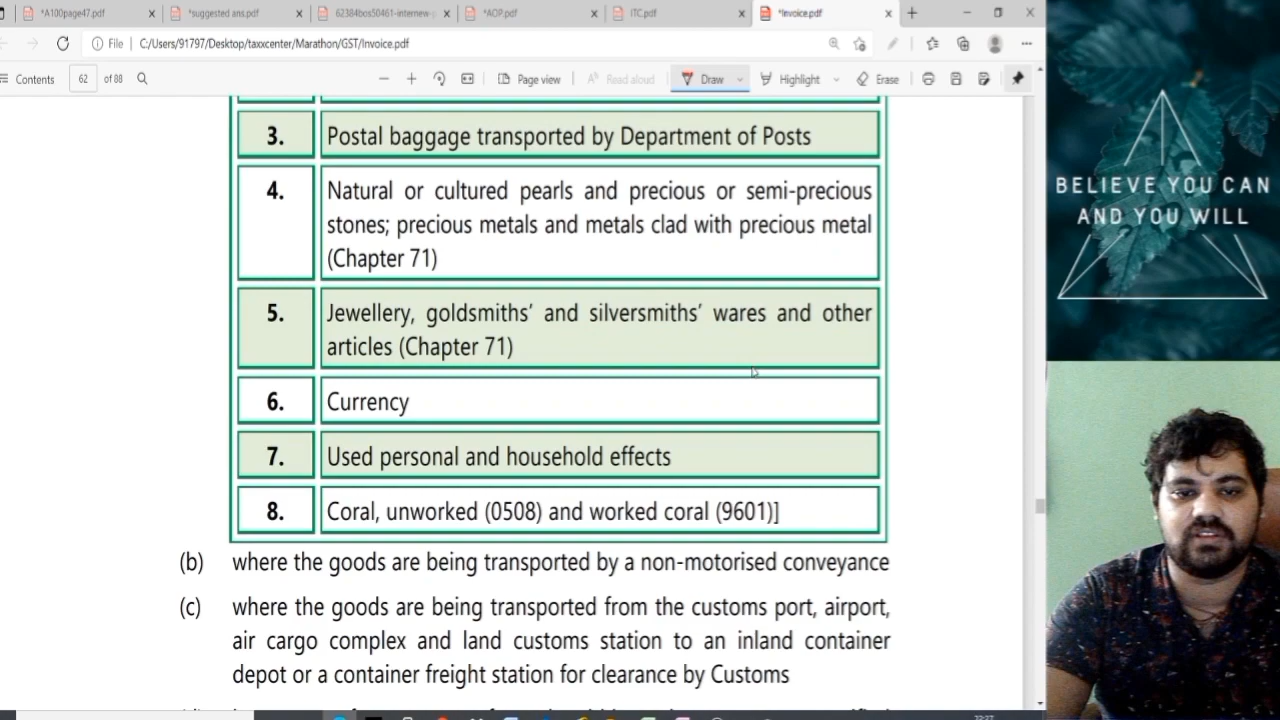 *A100page47.pdf
*suggested ans.pdf
62384bos50461-internew-
*AOP.pdf
ITC.pdf
*Invoice.pdf
File
C:/Users/91797/Desktop/taxxcenter/Marathon/GST/Invoice.pdf
Contents
62
of 88
Page view
Read aloud
Draw
Highlight
Erase
3. Postal baggage transported by Department of Posts
4. Natural or cultured pearls and precious or semi-precious
stones; precious metals and metals clad with precious metal
(Chapter 71)
5. Jewellery, goldsmiths’ and silversmiths’ wares and other
articles (Chapter 71)
6. Currency
7. Used personal and household effects
8. Coral, unworked (0508) and worked coral (9601)]
(b) where the goods are being transported by a non-motorised conveyance
(c) where the goods are being transported from the customs port, airport,
air cargo complex and land customs station to an inland container
depot or a container freight station for clearance by Customs
BELIEVE YOU CAN
AND YOU WILL